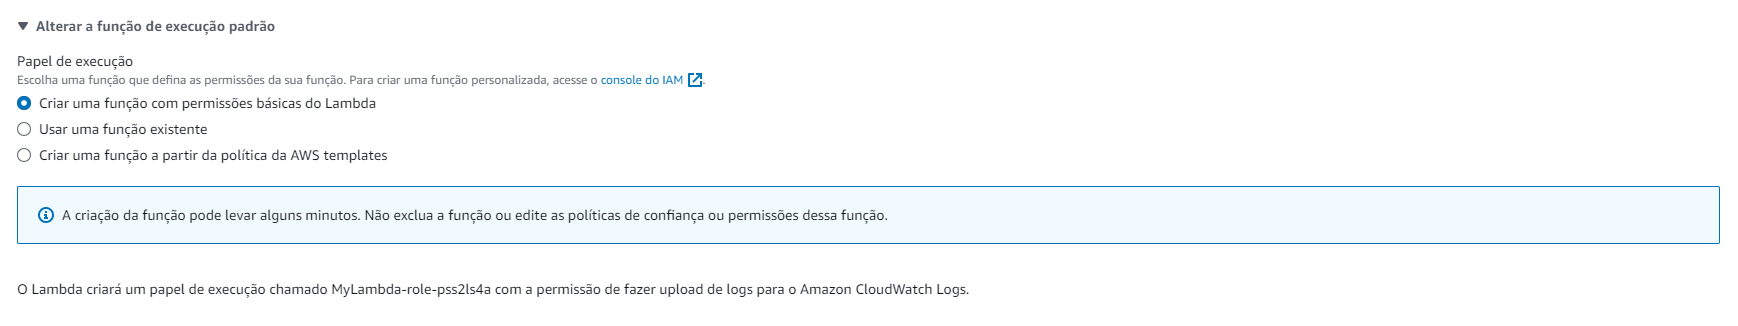 Alterar a função de execução padrão
Papel de execução
Escolha uma função que defina as permissões da sua função. Para criar uma função personalizada, acesse o console do IAM.
Criar uma função com permissões básicas do Lambda
Usar uma função existente
Criar uma função a partir da política da AWS templates
A criação da função pode levar alguns minutos. Não exclua a função ou edite as políticas de confiança ou permissões dessa função.
O Lambda criará um papel de execução chamado MyLambda-role-pss2ls4a com a permissão de fazer upload de logs para o Amazon CloudWatch Logs.